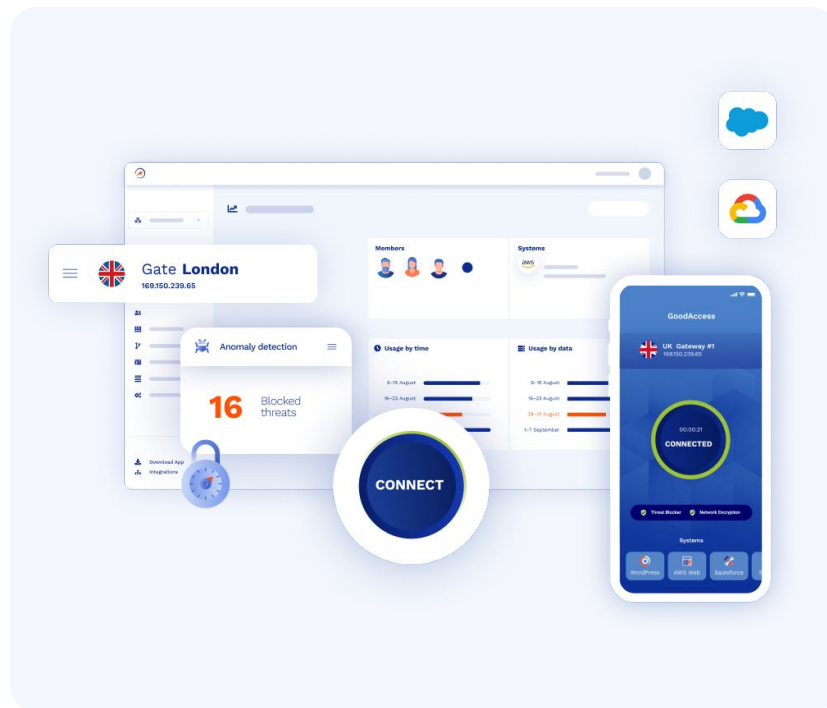 Gate London
169.150.239.65
Members
Systems
aws
Anomaly detection
16
Blocked
threats
Usage by time
9-15 August
16-23 August
Usage by data
9-15 August
16-23 August
24-31 August
1-7 September
Download App
Integrations
CONNECT
GoodAccess
UK Gateway #1
169.150.239.65
00:00:21
CONNECTED
Threat Blocker
Network Encryption
Systems
WordPress
AWS Web
Salesforce